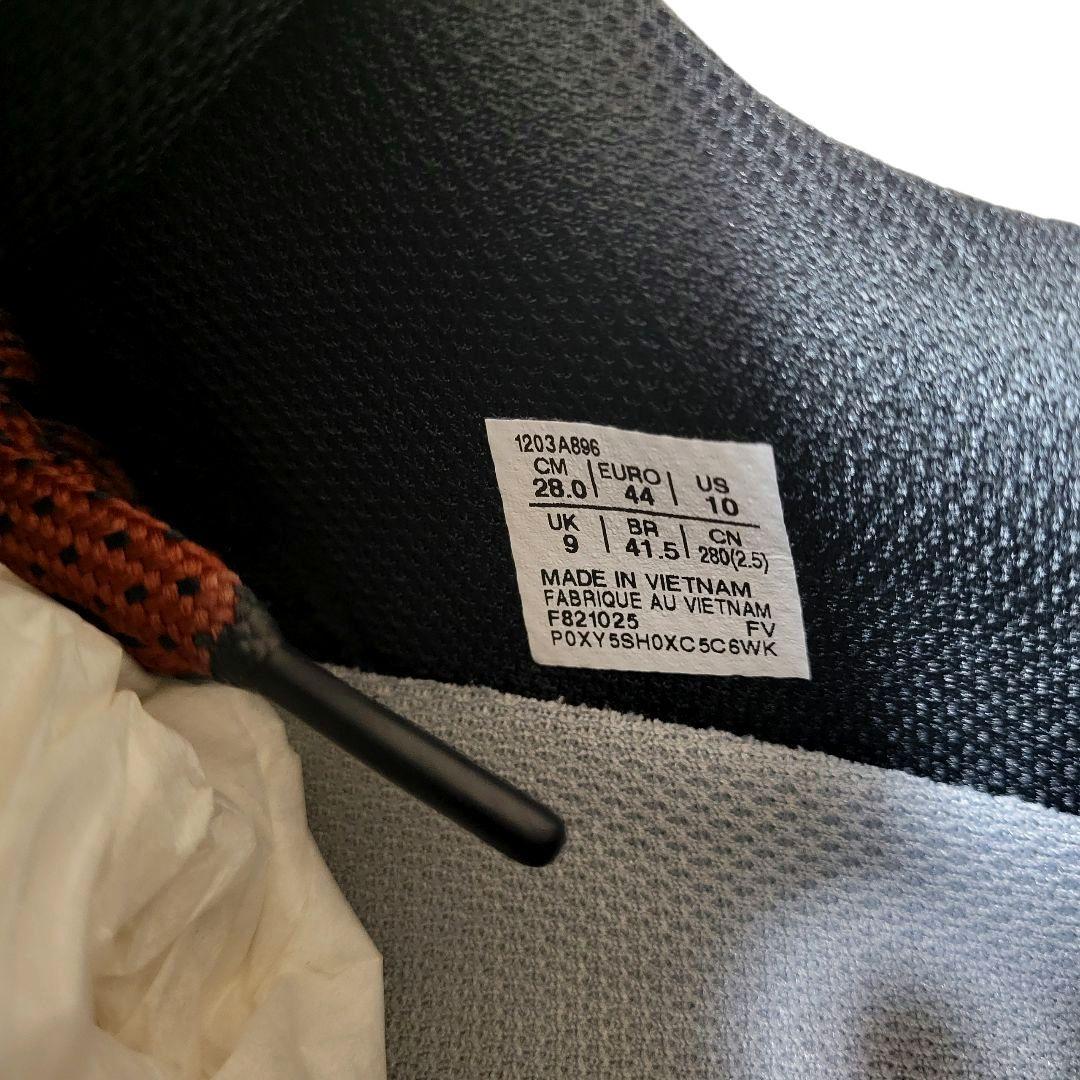 1203A896
CM | EURO | US
28.0 | 44 | 10
UK | BR | CN
9 | 41.5 | 280(2.5)
MADE IN VIETNAM
FABRIQUE AU VIETNAM
F821025 FV
P0XY5SH0XC5C6WK